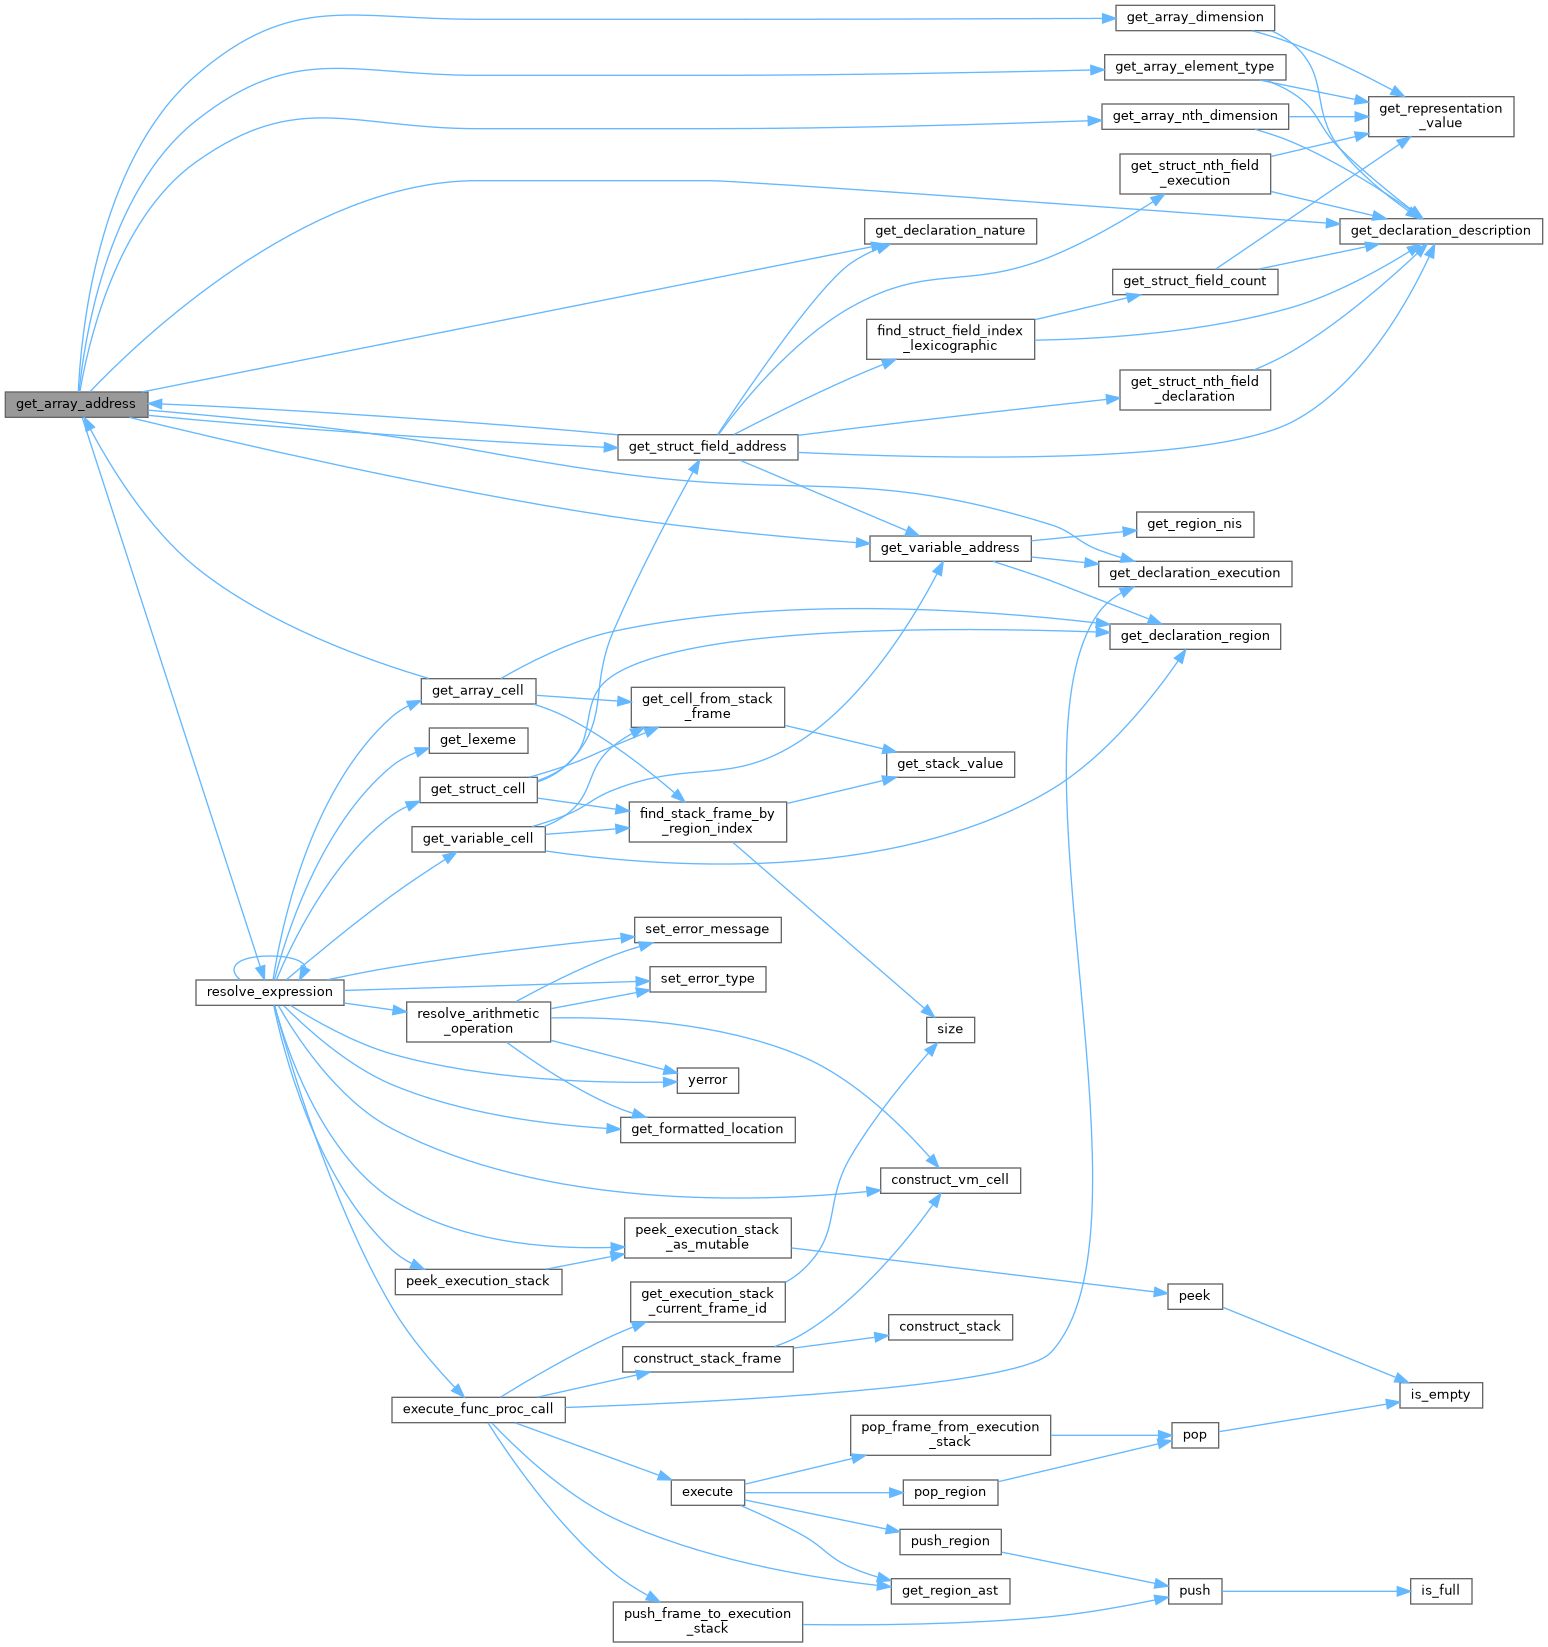 get_array_dimension
get_array_element_type
get_representation
_value
get_array_nth_dimension
get_struct_nth_field
_execution
get_declaration_nature
get_declaration_description
get_struct_field_count
find_struct_field_index
_lexicographic
get_struct_nth_field
_declaration
get_array_address
get_struct_field_address
get_region_nis
get_variable_address
get_declaration_execution
get_declaration_region
get_array_cell
get_cell_from_stack
_frame
get_lexeme
get_stack_value
get_struct_cell
find_stack_frame_by
_region_index
get_variable_cell
set_error_message
set_error_type
resolve_expression
resolve_arithmetic
_operation
size
yerror
get_formatted_location
construct_vm_cell
peek_execution_stack
_as_mutable
peek_execution_stack
get_execution_stack
_current_frame_id
peek
construct_stack
construct_stack_frame
is_empty
execute_func_proc_call
pop_frame_from_execution
_stack
pop
execute
pop_region
push_region
get_region_ast
push
is_full
push_frame_to_execution
_stack